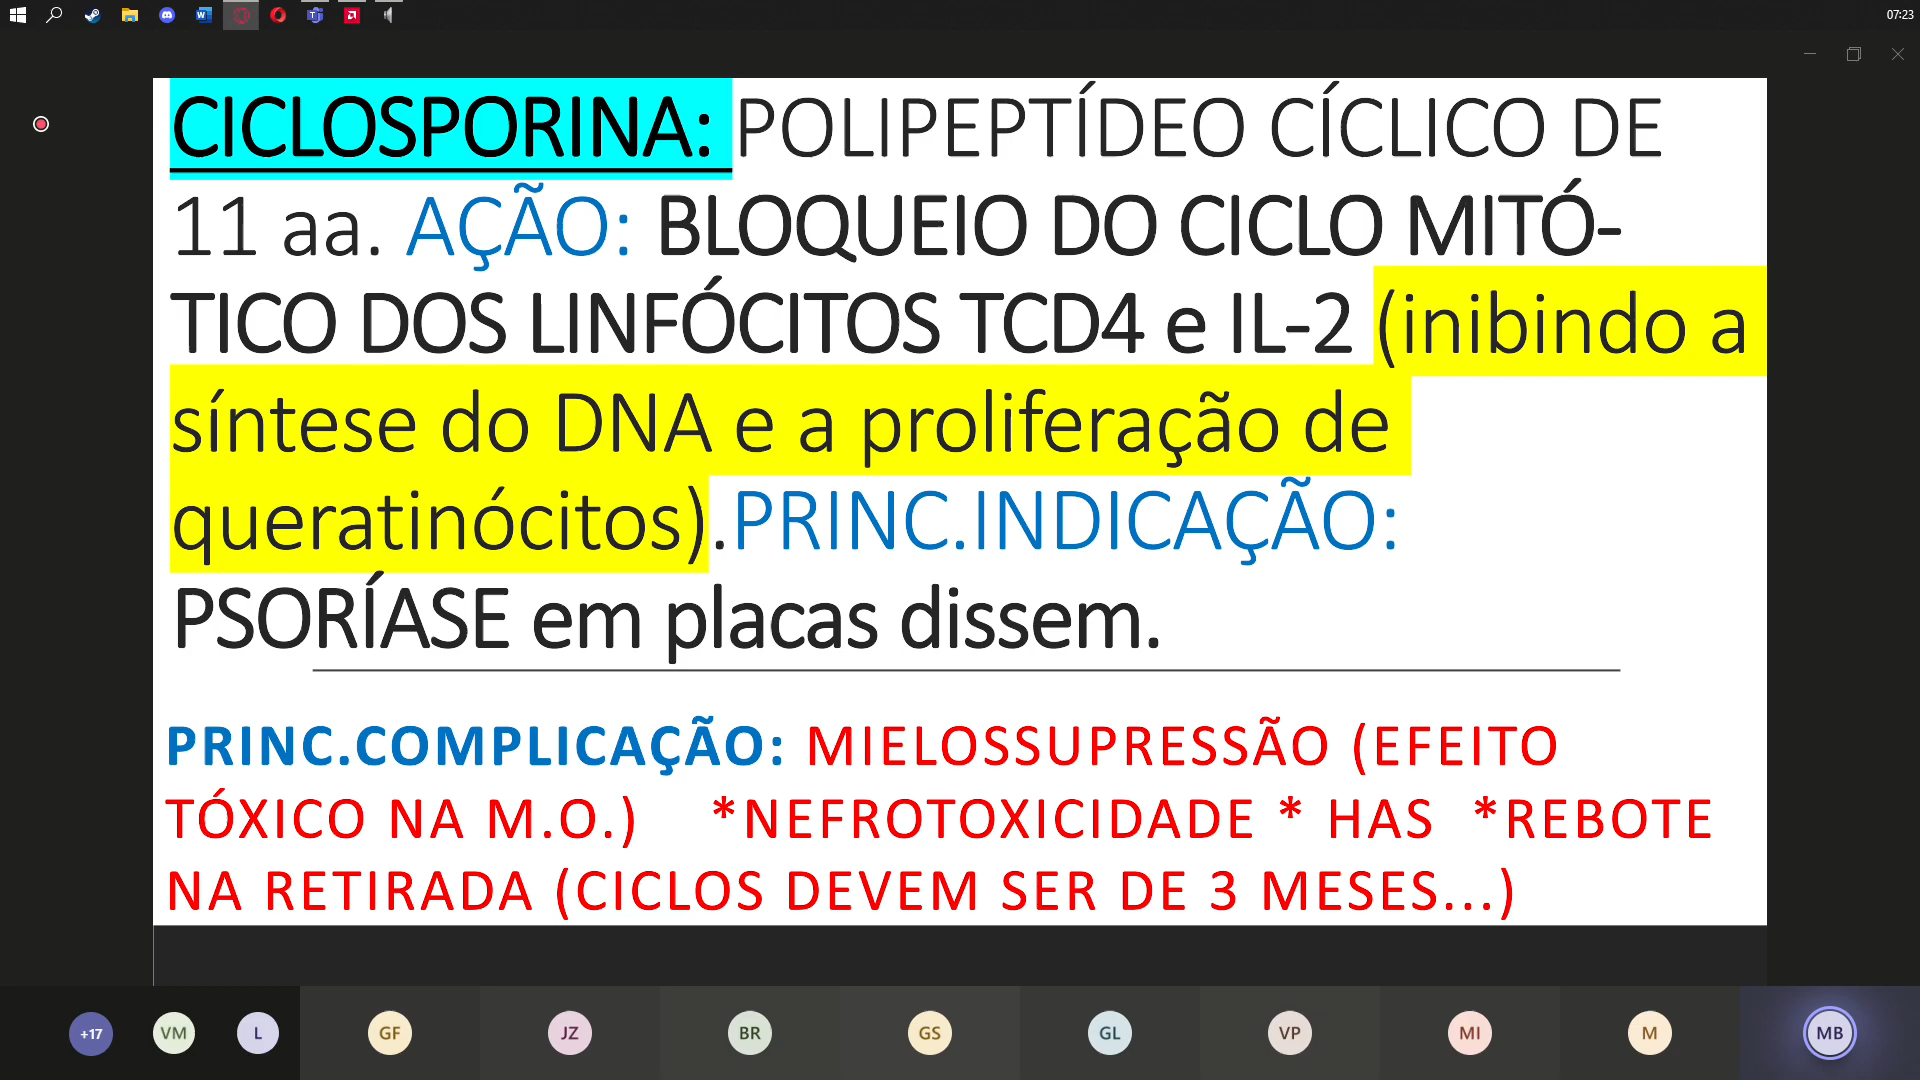 07:23
CICLOSPORINA: POLIPEPTÍDEO CÍCLICO DE
11 aa. AÇÃO: BLOQUEIO DO CICLO MITÓ-
TICO DOS LINFÓCITOS TCD4 e IL-2 (inibindo a
síntese do DNA e a proliferação de
queratinócitos).PRINC.INDICAÇÃO:
PSORÍASE em placas dissem.
PRINC.COMPLICAÇÃO: MIELOSSUPRESSÃO (EFEITO
TÓXICO NA M.O.) *NEFROTOXICIDADE * HAS *REBOTE
NA RETIRADA (CICLOS DEVEM SER DE 3 MESES...)
+17 VM L GF JZ BR GS GL VP MI M MB